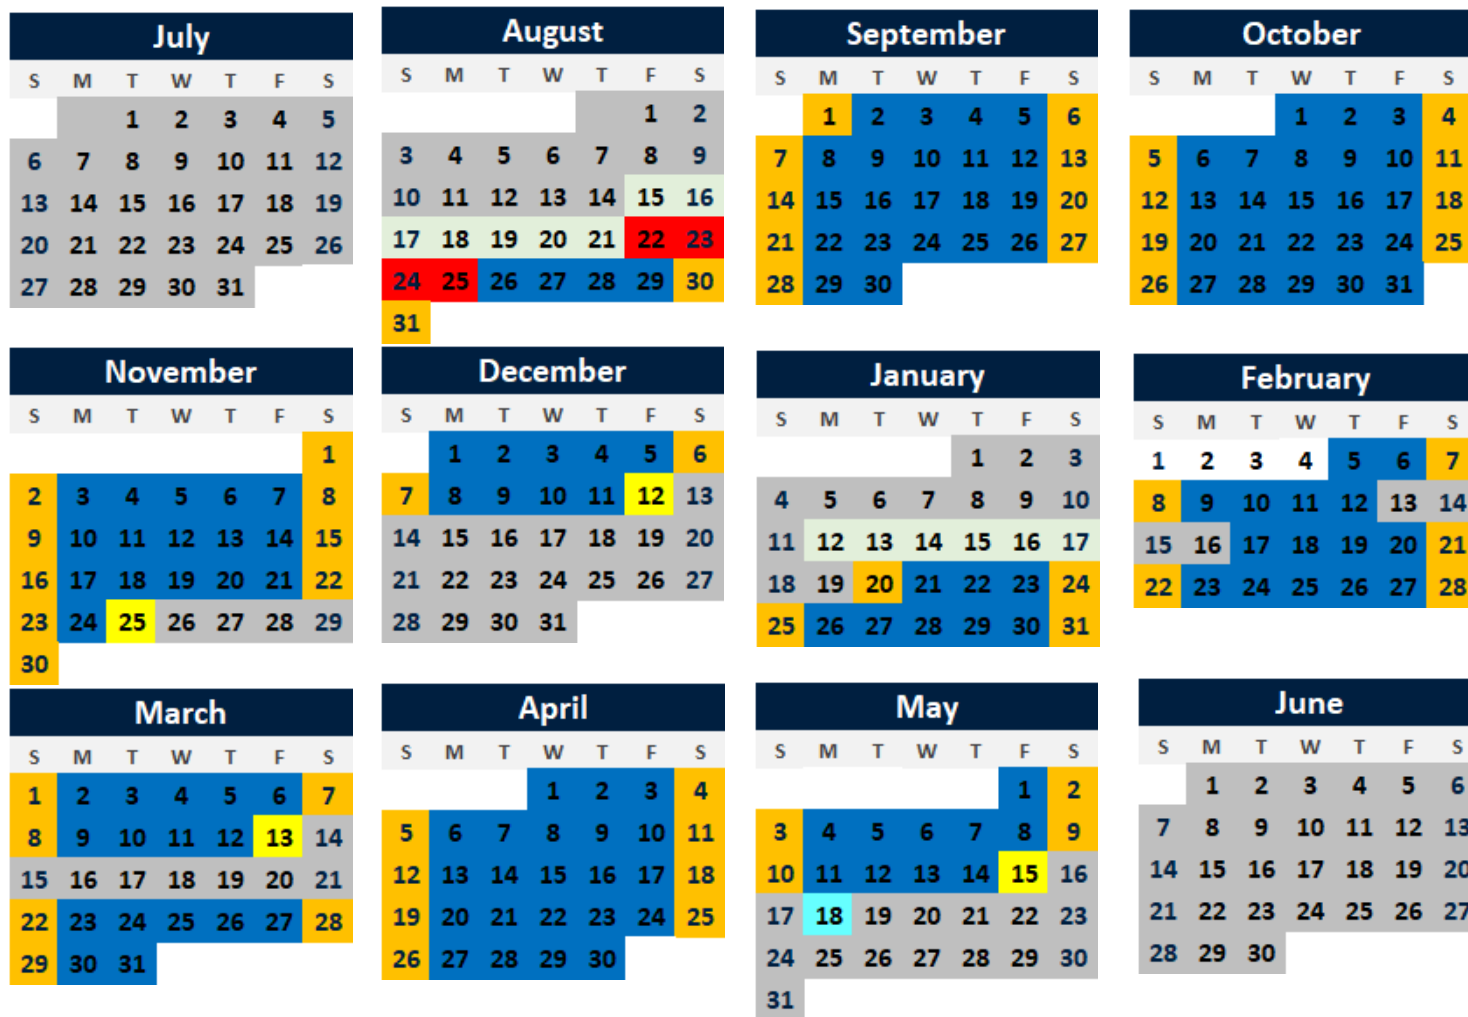 July August September October
S M T W T F S S M T W T F S S M T W T F S S M T W T F S
1 2 3 4 5 1 2 1 2 3 4 5 6 1 2 3 4
6 7 8 9 10 11 12 3 4 5 6 7 8 9 7 8 9 10 11 12 13 5 6 7 8 9 10 11
13 14 15 16 17 18 19 10 11 12 13 14 15 16 14 15 16 17 18 19 20 12 13 14 15 16 17 18
20 21 22 23 24 25 26 17 18 19 20 21 22 23 21 22 23 24 25 26 27 19 20 21 22 23 24 25
27 28 29 30 31 24 25 26 27 28 29 30 28 29 30 26 27 28 29 30 31
31
November December January February
S M T W T F S S M T W T F S S M T W T F S S M T W T F S
1 1 2 3 4 5 6 1 2 3 1 2 3 4 5 6 7
2 3 4 5 6 7 8 7 8 9 10 11 12 13 4 5 6 7 8 9 10 8 9 10 11 12 13 14
9 10 11 12 13 14 15 14 15 16 17 18 19 20 11 12 13 14 15 16 17 15 16 17 18 19 20 21
16 17 18 19 20 21 22 21 22 23 24 25 26 27 18 19 20 21 22 23 24 22 23 24 25 26 27 28
23 24 25 26 27 28 29 28 29 30 31 25 26 27 28 29 30 31
30
March April May June
S M T W T F S S M T W T F S S M T W T F S S M T W T F S
1 2 3 4 5 6 7 1 2 3 4 1 2 1 2 3 4 5 6
8 9 10 11 12 13 14 5 6 7 8 9 10 11 3 4 5 6 7 8 9 7 8 9 10 11 12 13
15 16 17 18 19 20 21 12 13 14 15 16 17 18 10 11 12 13 14 15 16 14 15 16 17 18 19 20
22 23 24 25 26 27 28 19 20 21 22 23 24 25 17 18 19 20 21 22 23 21 22 23 24 25 26 27
29 30 31 26 27 28 29 30 24 25 26 27 28 29 30 28 29 30
31